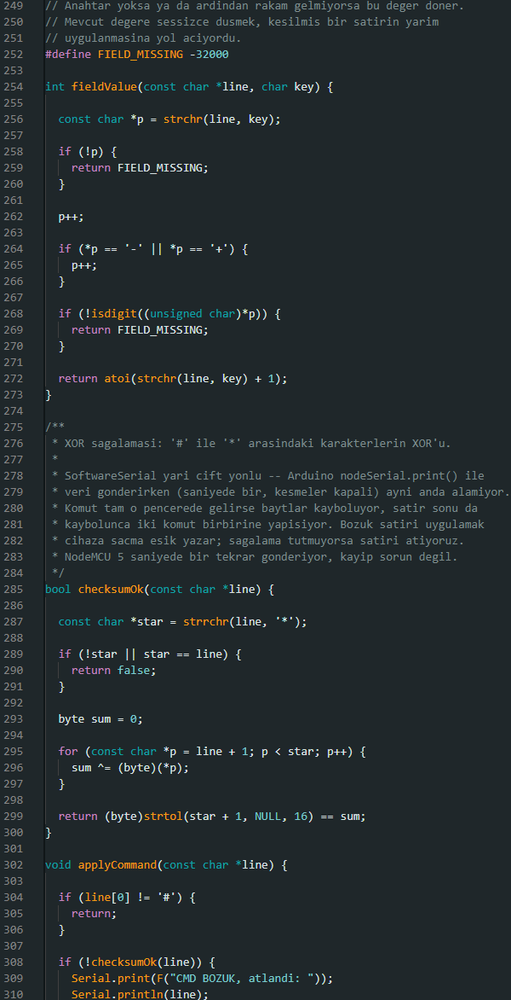 249 // Anahtar yoksa ya da ardindan rakam gelmiyorsa bu deger doner.
250 // Mevcut degere sessizce dusmek, kesilmis bir satirin yarim
251 // uygulanmasina yol aciyordu.
252 #define FIELD_MISSING -32000
253
254 int fieldValue(const char *line, char key) {
255
256   const char *p = strchr(line, key);
257
258   if (!p) {
259     return FIELD_MISSING;
260   }
261
262   p++;
263
264   if (*p == '-' || *p == '+') {
265     p++;
266   }
267
268   if (!isdigit((unsigned char)*p)) {
269     return FIELD_MISSING;
270   }
271
272   return atoi(strchr(line, key) + 1);
273 }
274
275 /**
276  * XOR sagalamasi: '#' ile '*' arasindaki karakterlerin XOR'u.
277  *
278  * SoftwareSerial yari cift yonlu -- Arduino nodeSerial.print() ile
279  * veri gonderirken (saniyede bir, kesmeler kapali) ayni anda alamiyor.
280  * Komut tam o pencerede gelirse baytlar kayboluyor, satir sonu da
281  * kaybolunca iki komut birbirine yapisiyor. Bozuk satiri uygulamak
282  * cihaza sacma esik yazar; sagalama tutmuyorsa satiri atiyoruz.
283  * NodeMCU 5 saniyede bir tekrar gonderiyor, kayip sorun degil.
284  */
285 bool checksumOk(const char *line) {
286
287   const char *star = strrchr(line, '*');
288
289   if (!star || star == line) {
290     return false;
291   }
292
293   byte sum = 0;
294
295   for (const char *p = line + 1; p < star; p++) {
296     sum ^= (byte)(*p);
297   }
298
299   return (byte)strtol(star + 1, NULL, 16) == sum;
300 }
301
302 void applyCommand(const char *line) {
303
304   if (line[0] != '#') {
305     return;
306   }
307
308   if (!checksumOk(line)) {
309     Serial.print(F("CMD BOZUK, atlandi: "));
310     Serial.println(line);